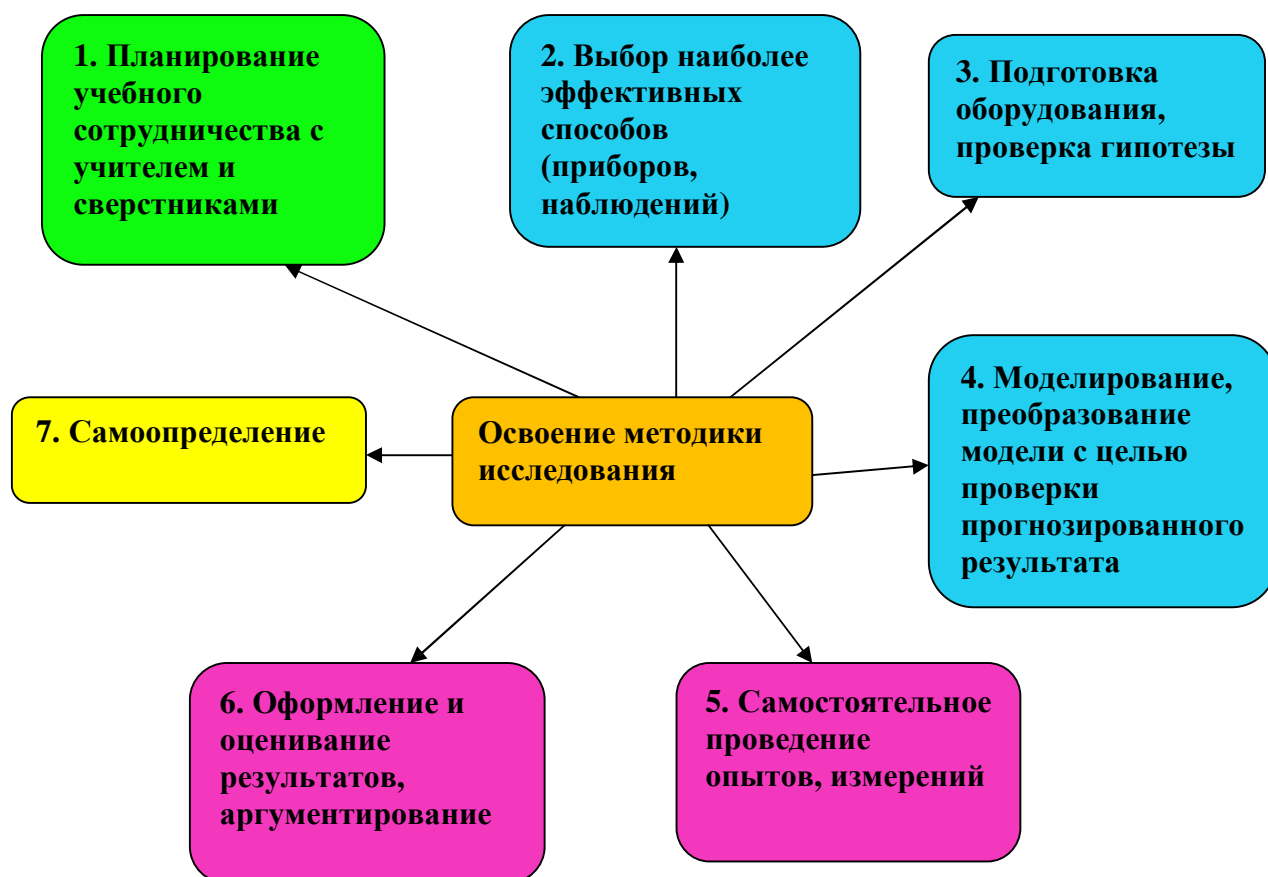 1. Планирование
учебного
сотрудничества с
учителем и
сверстниками
2. Выбор наиболее
эффективных
способов
(приборов,
наблюдений)
3. Подготовка
оборудования,
проверка гипотезы
4. Моделирование,
преобразование
модели с целью
проверки
прогнозированного
результата
7. Самоопределение
Освоение методики
исследования
6. Оформление и
оценивание
результатов,
аргументирование
5. Самостоятельное
проведение
опытов, измерений